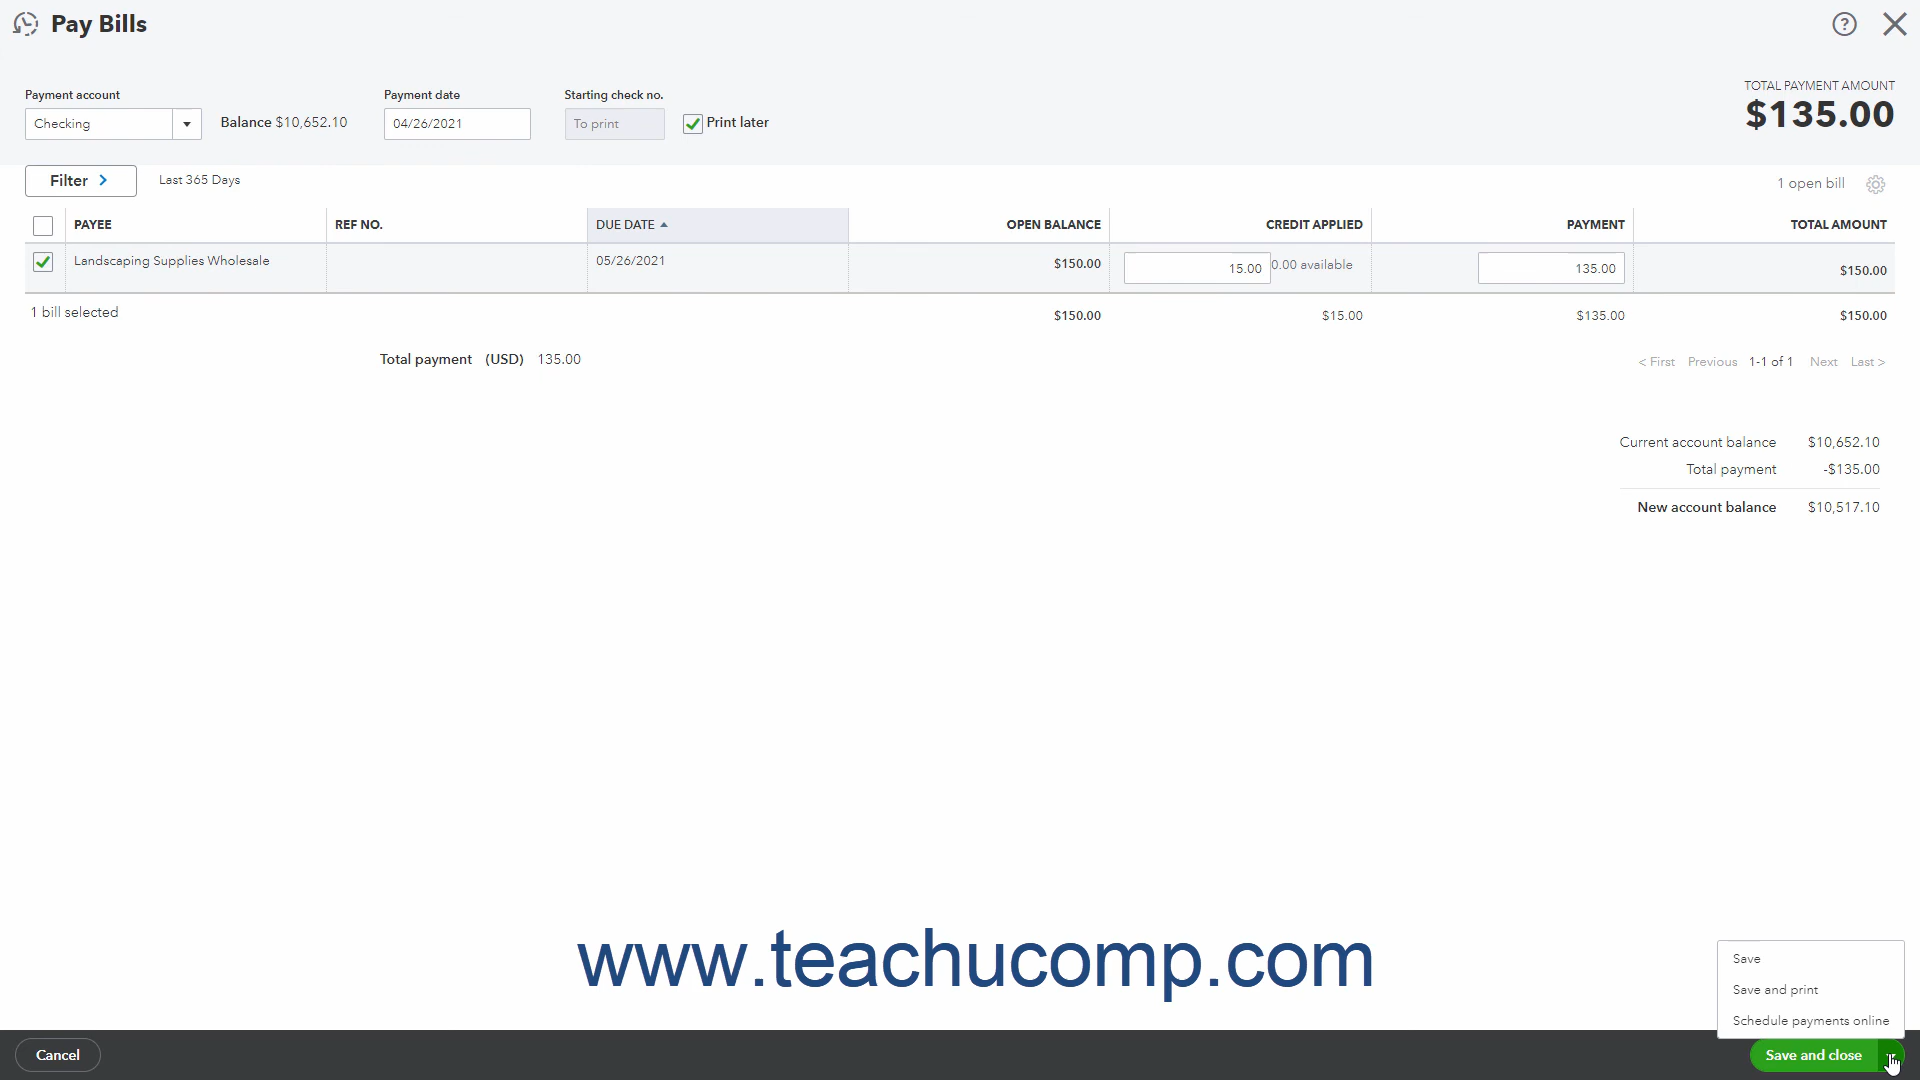 Pay Bills
?
Payment account
Payment date
Starting check no.
TOTAL PAYMENT AMOUNT
Checking
Balance $10,652.10
04/26/2021
To print
Print later
$135.00
Filter
Last 365 Days
1 open bill
PAYEE
REF NO.
DUE DATE
OPEN BALANCE
CREDIT APPLIED
PAYMENT
TOTAL AMOUNT
Landscaping Supplies Wholesale
05/26/2021
$150.00
15.00
0.00 available
135.00
$150.00
1 bill selected
$150.00
$15.00
$135.00
$150.00
Total payment (USD) 135.00
< First Previous 1-1 of 1 Next Last >
Current account balance $10,652.10
Total payment -$135.00
New account balance $10,517.10
www.teachucomp.com
Save
Save and print
Schedule payments online
Cancel
Save and close